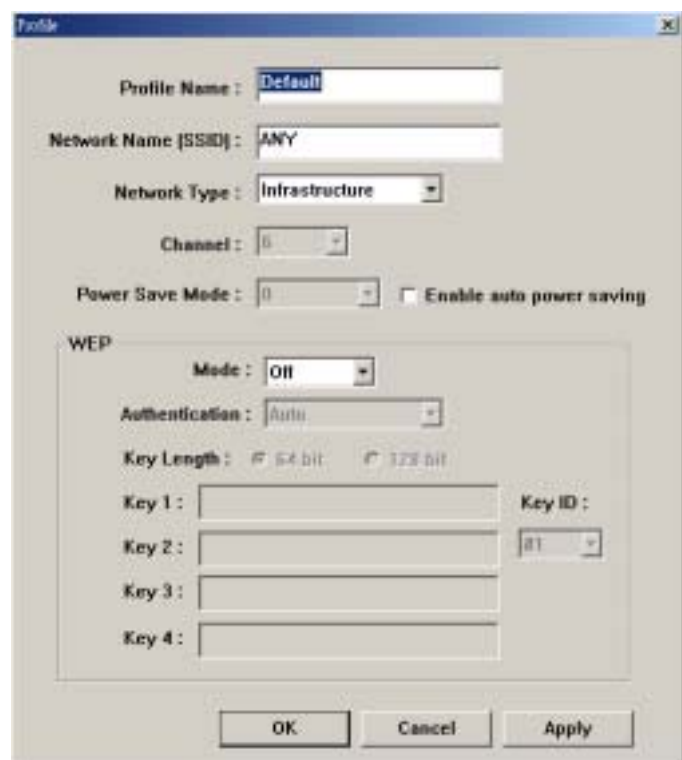 Profile
Profile Name : Default
Network Name (SSID) : ANY
Network Type : Infrastructure
Channel : 6
Power Save Mode : 0 Enable auto power saving
WEP
Mode : Off
Authentication : Auto
Key Length : 64 bit 128 bit
Key 1 : Key ID :
Key 2 : #1
Key 3 :
Key 4 :
OK Cancel Apply